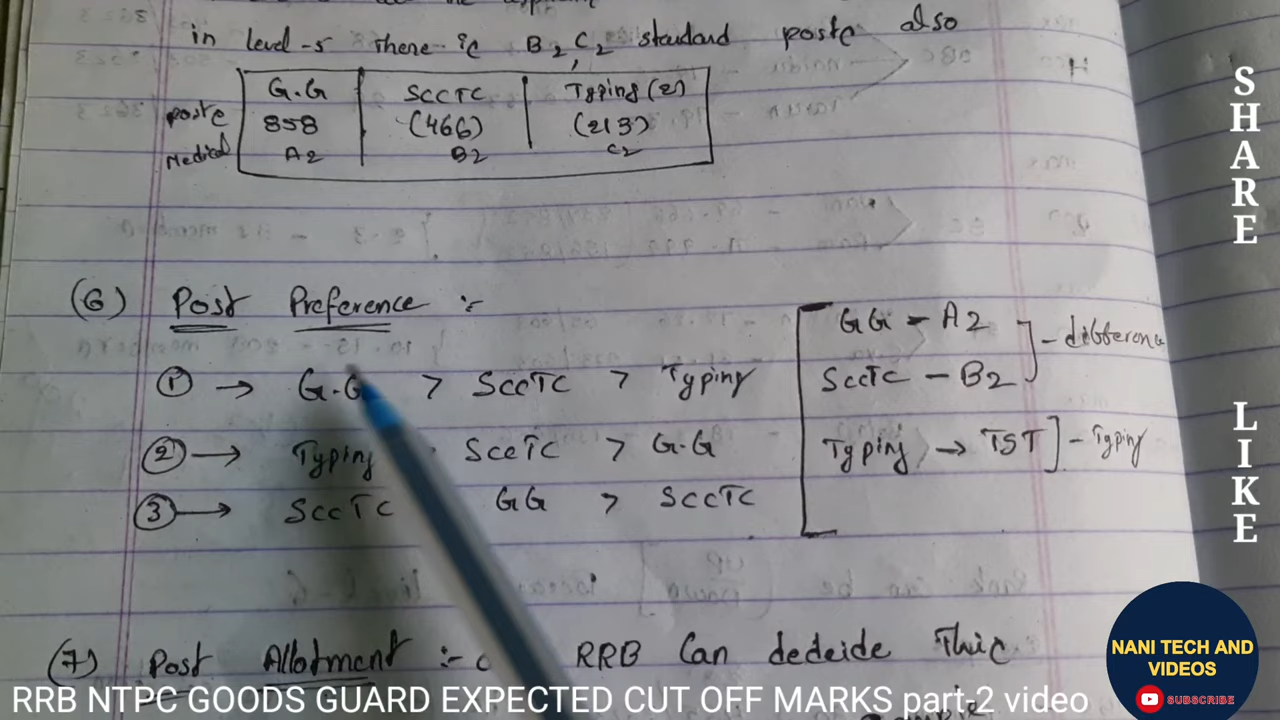 in level-5 There is B2, C2 standard posts also
G.G SCCTC Typing (2)
posts 858 (466) (213)
Medical A2 B2 C2
(6) Post Preference :-
① → G.G > SCCTC > Typing
② → Typing SCCTC > G.G
③ → SCCTC GG > SCCTC
GG - A2
SCCTC - B2
- difference
Typing → TST - Typing
(7) Post Allotment :- RRB Can dedcide This
RRB NTPC GOODS GUARD EXPECTED CUT OFF MARKS part-2 video
SHARE
LIKE
NANI TECH AND
VIDEOS
SUBSCRIBE